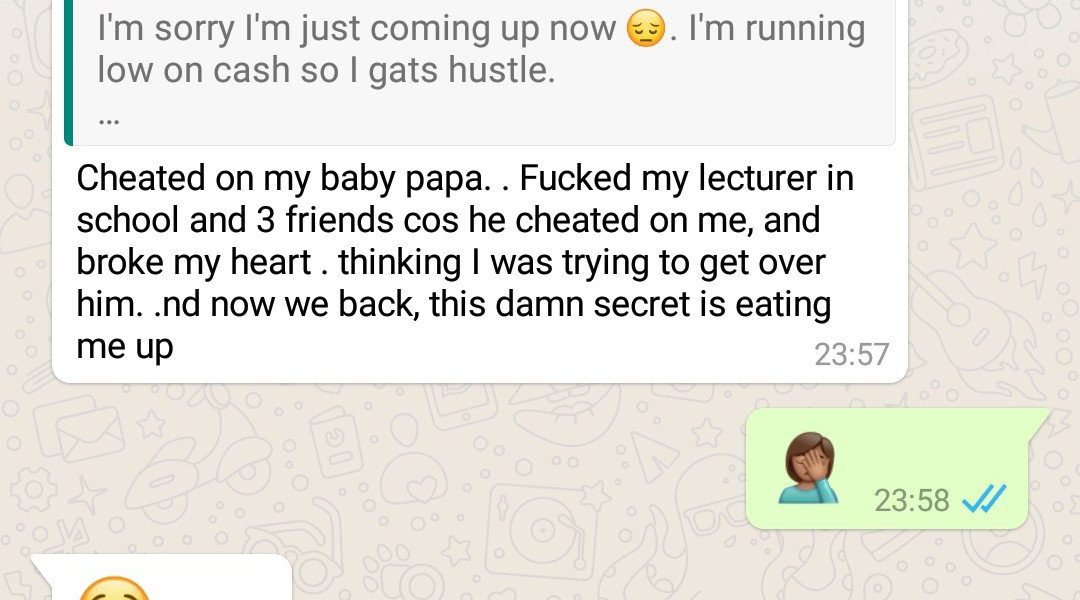 I'm sorry I'm just coming up now 😔. I'm running
low on cash so I gats hustle.
...
Cheated on my baby papa. . Fucked my lecturer in
school and 3 friends cos he cheated on me, and
broke my heart . thinking I was trying to get over
him. .nd now we back, this damn secret is eating
me up
23:57
🤦🏾‍♀️ 23:58